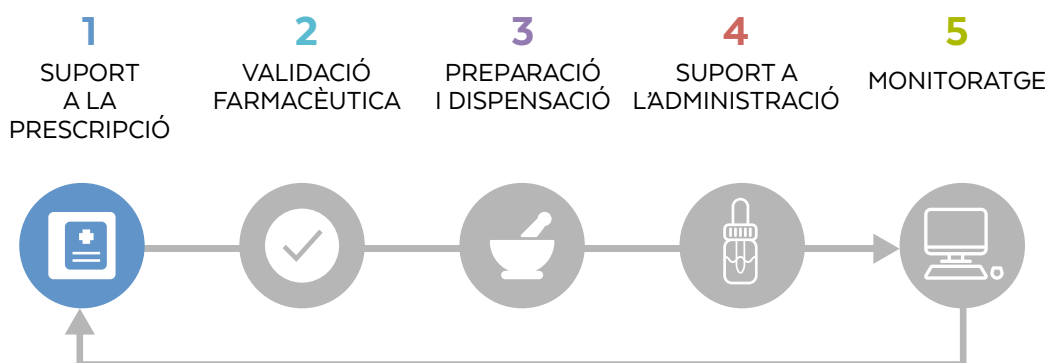 1
SUPORT
A LA
PRESCRIPCIÓ
2
VALIDACIÓ
FARMACÈUTICA
3
PREPARACIÓ
I DISPENSACIÓ
4
SUPORT A
L'ADMINISTRACIÓ
5
MONITORATGE